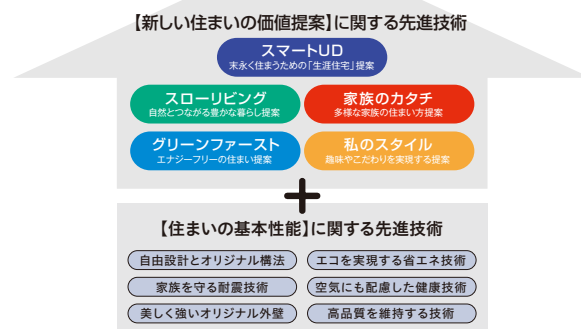 【新しい住まいの価値提案】に関する先進技術
スマートUD
末永く住まうための「生涯住宅」提案
スローリビング
自然とつながる豊かな暮らし提案
家族のカタチ
多様な家族の住まい方提案
グリーンファースト
エナジーフリーの住まい提案
私のスタイル
趣味やこだわりを実現する提案
+
【住まいの基本性能】に関する先進技術
自由設計とオリジナル構法
エコを実現する省エネ技術
家族を守る耐震技術
空気にも配慮した健康技術
美しく強いオリジナル外壁
高品質を維持する技術